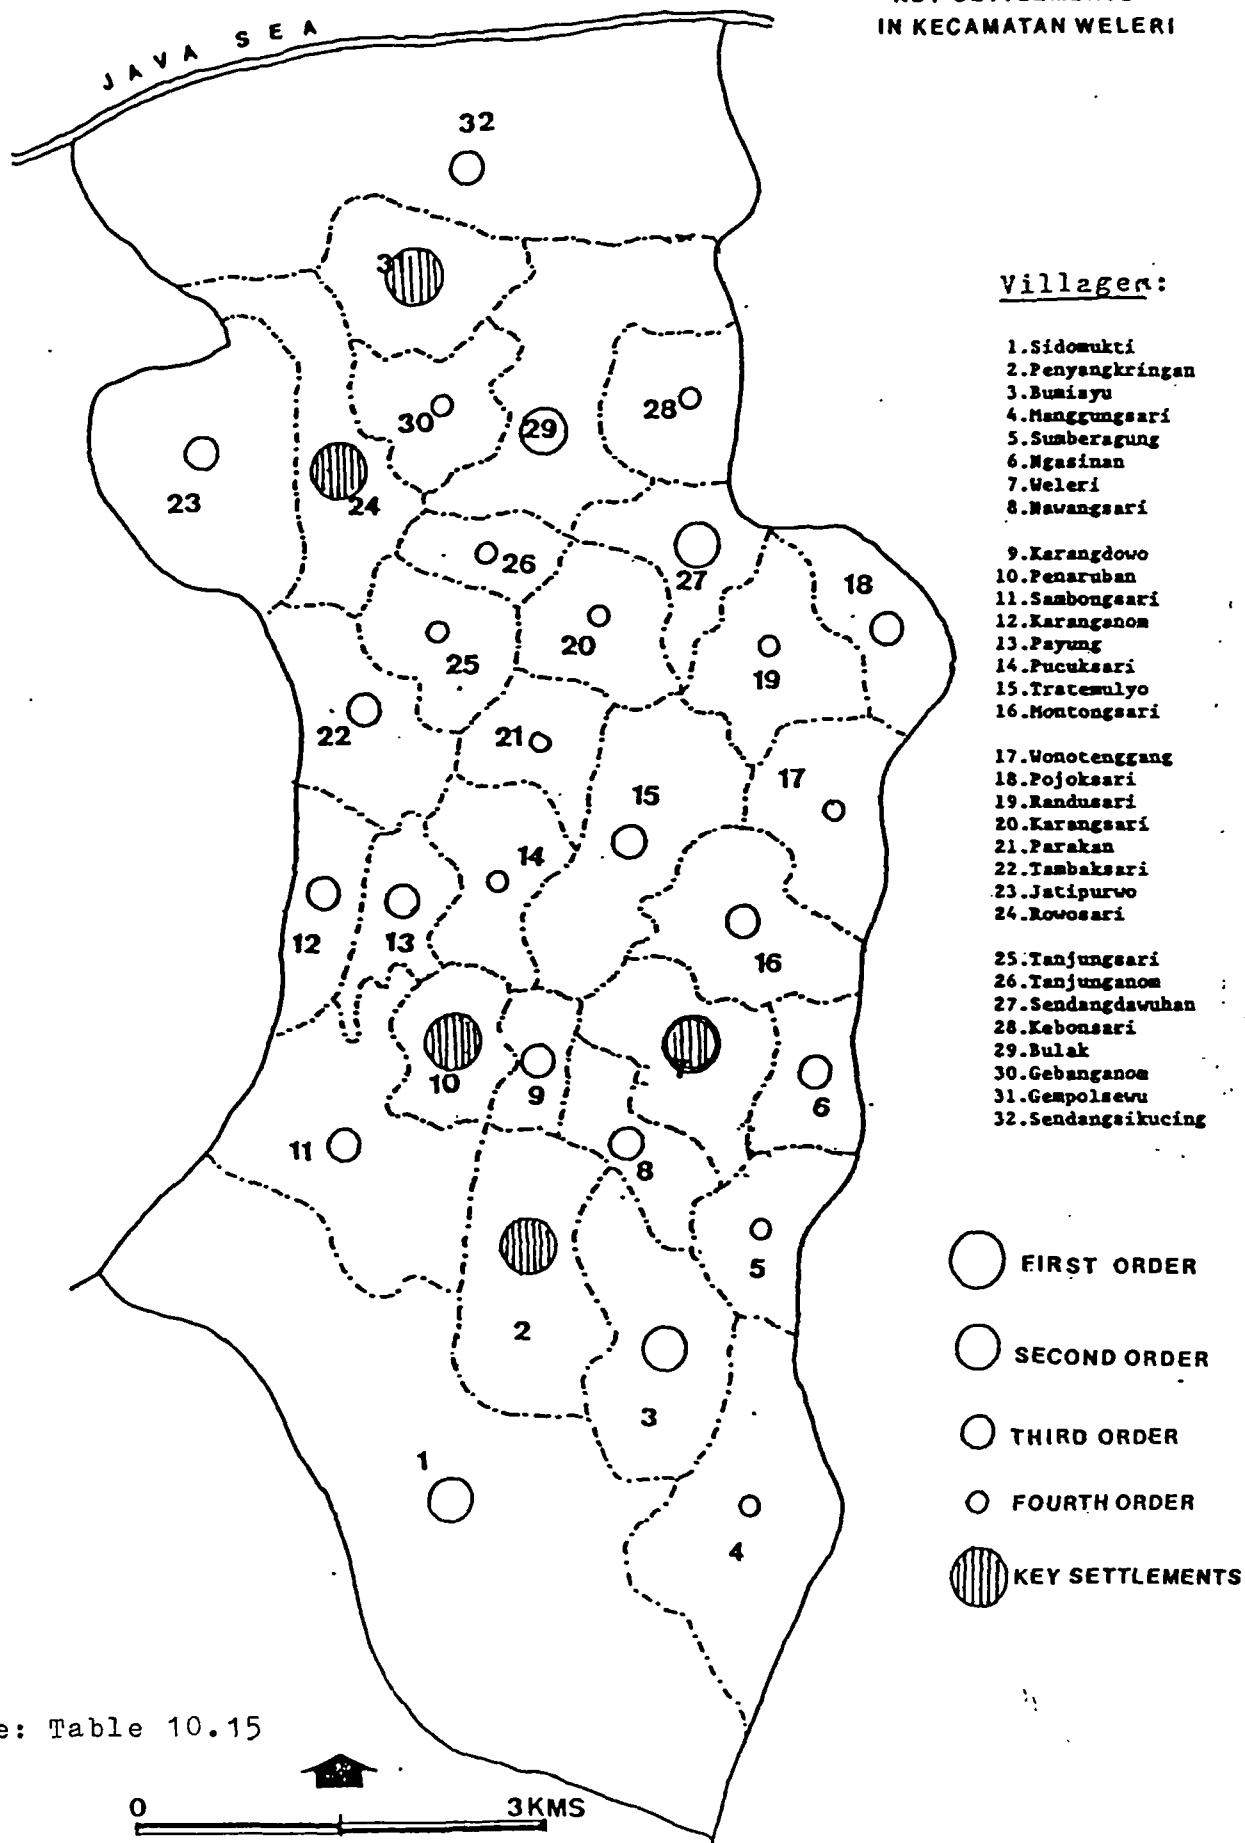 IN KECAMATAN WELERI
JAVA SEA
32
3
30
29
28
23
24
26
27
18
20
25
19
22
21
17
15
14
12
13
16
10
9
7
6
11
8
5
2
3
1
4
Villages:
1.Sidomukti
2.Penyangkringan
3.Bumiayu
4.Manggungsari
5.Sumberagung
6.Ngasinan
7.Weleri
8.Nawangsari
9.Karangdowo
10.Penaruban
11.Sambongsari
12.Karanganom
13.Payung
14.Pucuksari
15.Tratemulyo
16.Montongsari
17.Wonotenggang
18.Pojoksari
19.Randusari
20.Karangsari
21.Parakan
22.Tambaksari
23.Jatipurwo
24.Rowosari
25.Tanjungsari
26.Tanjunganom
27.Sendangdawuhan
28.Kebonsari
29.Bulak
30.Gebanganom
31.Gempolsewu
32.Sendangsikucing
FIRST ORDER
SECOND ORDER
THIRD ORDER
FOURTH ORDER
KEY SETTLEMENTS
e: Table 10.15
0 3KMS